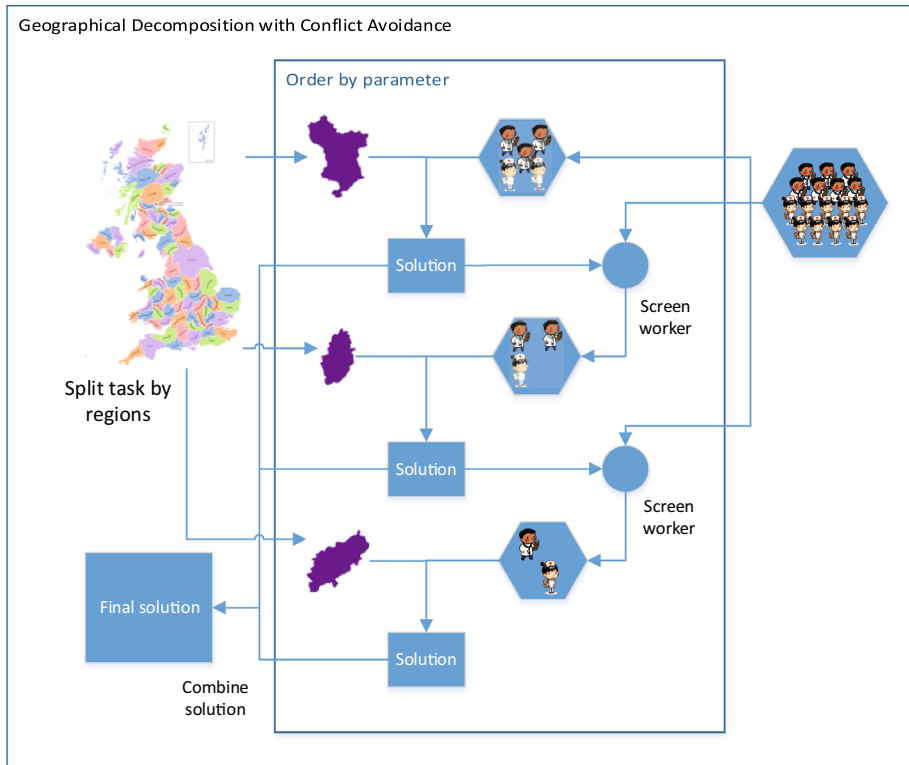 Geographical Decomposition with Conflict Avoidance
Order by parameter
Solution
Screen
worker
Split task by
regions
Solution
Screen
worker
Final solution
Solution
Combine
solution